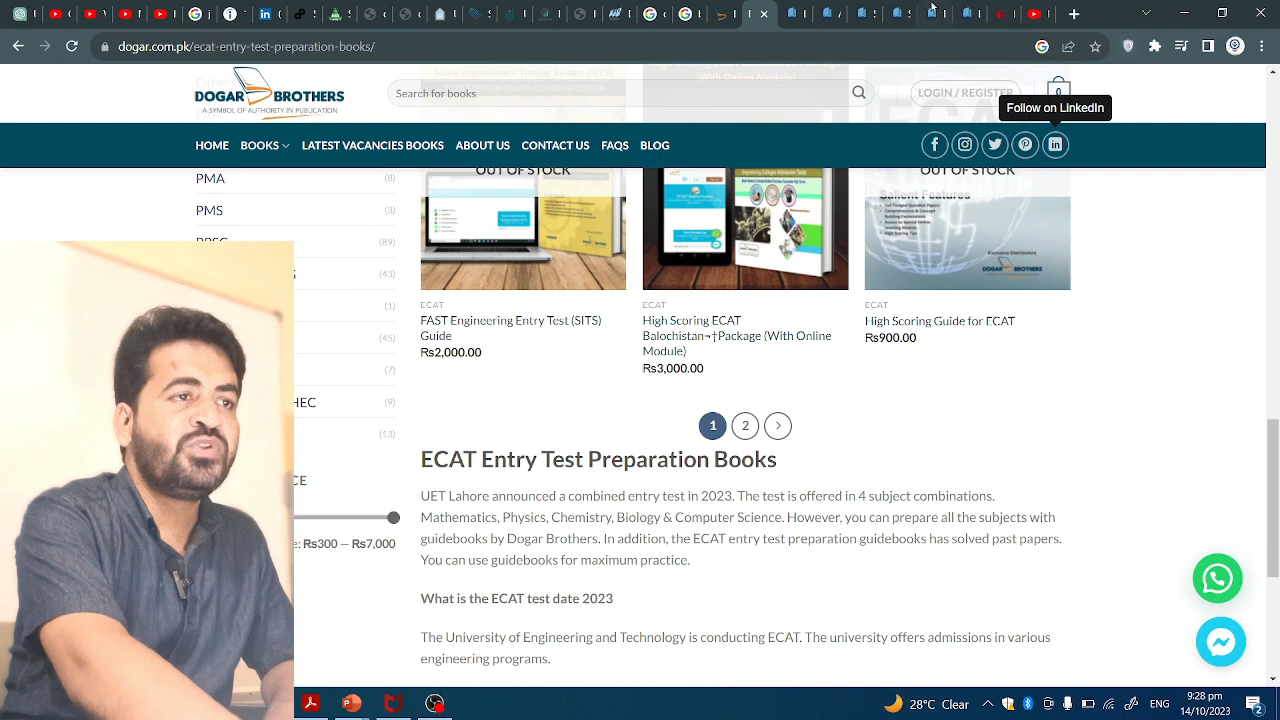 dogar.com.pk/entry-test-books/
DOGAR BROTHERS
A SYMBOL OF AUTHORITY IN PUBLICATION
Search for books
LOGIN / REGISTER
0
Follow on LinkedIn
HOME BOOKS LATEST VACANCIES BOOKS ABOUT US CONTACT US FAQS BLOG
PMA (8)
PMS (3)
PPSC (89)
(43)
(1)
(45)
(7)
HEC (9)
(13)
Rs300 — Rs7,000
OUT OF STOCK
OUT OF STOCK
Salient Features
DOGAR BROTHERS
ECAT
FAST Engineering Entry Test (SITS)
Guide
Rs2,000.00
ECAT
High Scoring ECAT
Balochistan¬†Package (With Online
Module)
Rs3,000.00
ECAT
High Scoring Guide for ECAT
Rs900.00
1 2
ECAT Entry Test Preparation Books
UET Lahore announced a combined entry test in 2023. The test is offered in 4 subject combinations.
Mathematics, Physics, Chemistry, Biology & Computer Science. However, you can prepare all the subjects with
guidebooks by Dogar Brothers. In addition, the ECAT entry test preparation guidebooks has solved past papers.
You can use guidebooks for maximum practice.
What is the ECAT test date 2023
The University of Engineering and Technology is conducting ECAT. The university offers admissions in various
engineering programs.
29°C
9:28 pm
14/10/2023
2